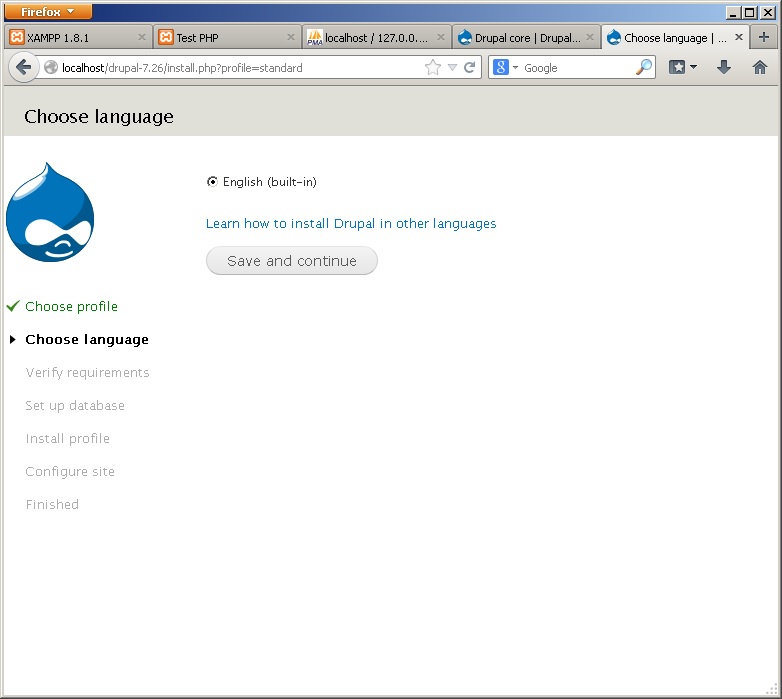 Firefox
XAMPP 1.8.1
Test PHP
PMA
localhost / 127.0.0....
Drupal core | Drupal...
Choose language | ...
localhost/drupal-7.26/install.php?profile=standard
8
Google
Choose language
English (built-in)
Learn how to install Drupal in other languages
Save and continue
Choose profile
Choose language
Verify requirements
Set up database
Install profile
Configure site
Finished